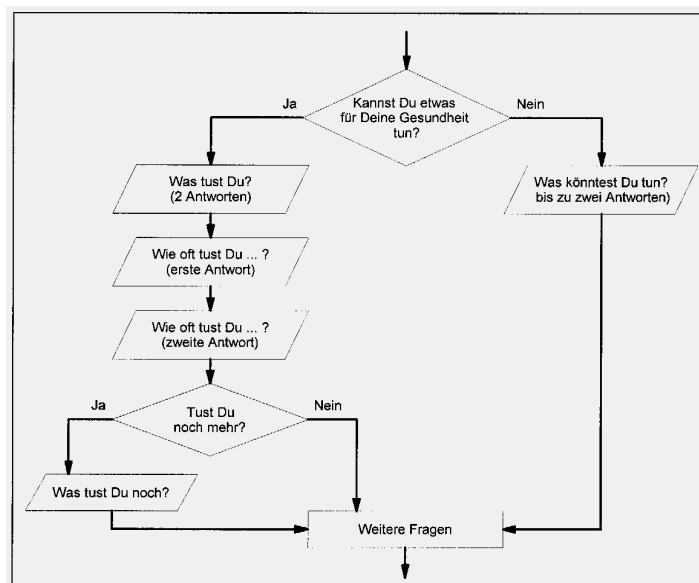 Kannst Du etwas
für Deine Gesundheit
tun?
Ja
Nein
Was tust Du?
(2 Antworten)
Was könntest Du tun?
bis zu zwei Antworten)
Wie oft tust Du ... ?
(erste Antwort)
Wie oft tust Du ... ?
(zweite Antwort)
Ja
Tust Du
noch mehr?
Nein
Was tust Du noch?
Weitere Fragen